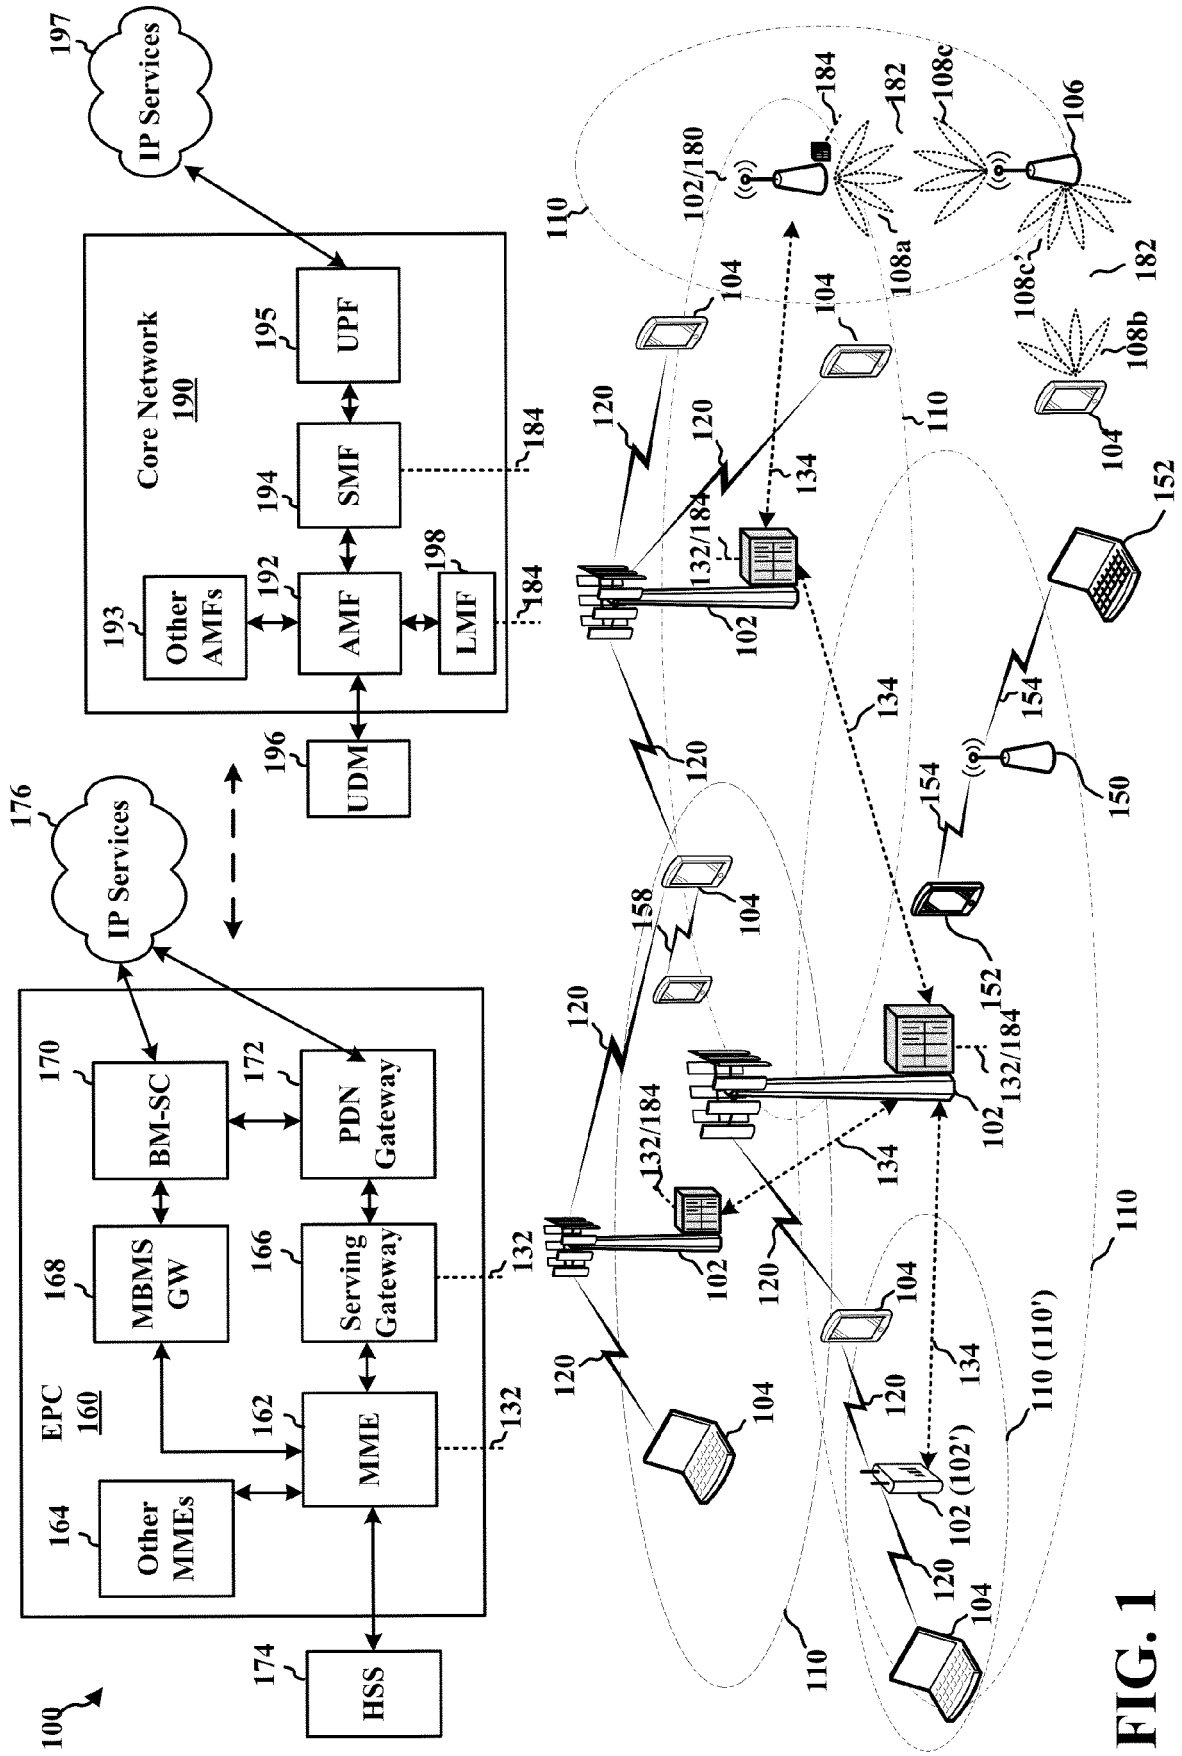 100
174
HSS
EPC
160
164
Other
MMEs
162
MME
132
168
MBMS
GW
166
Serving
Gateway
132
170
BM-SC
172
PDN
Gateway
176
IP Services
196
UDM
Core Network
190
193
Other
AMFs
192
AMF
198
LMF
184
194
SMF
184
195
UPF
197
IP Services
110
104
120
102
132/184
120
158
104
120
120
104
120
102 (102')
120
104
134
110 (110')
110
134
102
132/184
120
102
132/184
134
120
120
104
104
134
110
110
102/180
184
182
108a
108c
106
108c'
182
108b
104
152
154
150
154
152
FIG. 1